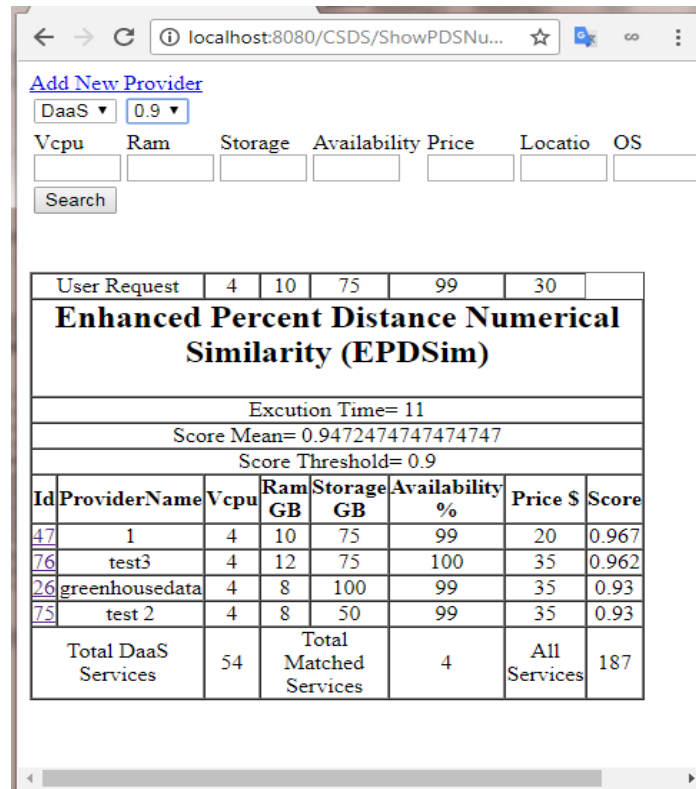 localhost:8080/CSDS/ShowPDSNu...
Add New Provider
DaaS 0.9
Vcpu Ram Storage Availability Price Locatio OS
Search
User Request 4 10 75 99 30
Enhanced Percent Distance Numerical
Similarity (EPDSim)
Excution Time= 11
Score Mean= 0.9472474747474747
Score Threshold= 0.9
Id ProviderName Vcpu Ram GB Storage GB Availability % Price $ Score
47 1 4 10 75 99 20 0.967
76 test3 4 12 75 100 35 0.962
26 greenhousedata 4 8 100 99 35 0.93
75 test 2 4 8 50 99 35 0.93
Total DaaS Services 54 Total Matched Services 4 All Services 187